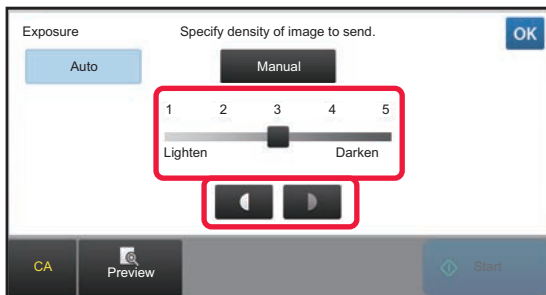 Exposure
Specify density of image to send.
OK
Auto
Manual
1 2 3 4 5
Lighten Darken
CA
Preview
Start